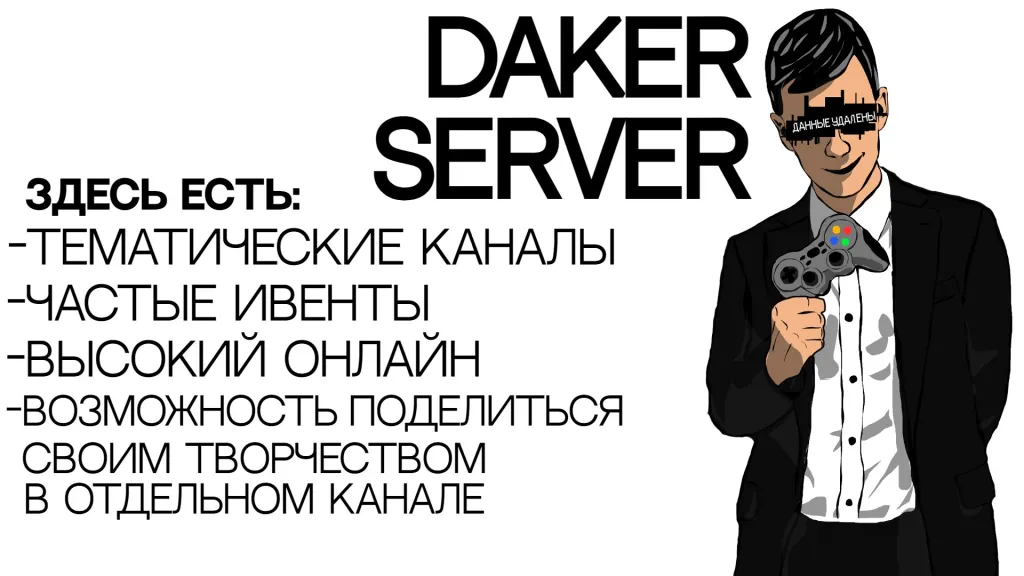 DAKER
SERVER
ДАННЫЕ УДАЛЕНЫ
ЗДЕСЬ ЕСТЬ:
-ТЕМАТИЧЕСКИЕ КАНАЛЫ
-ЧАСТЫЕ ИВЕНТЫ
-ВЫСОКИЙ ОНЛАЙН
-ВОЗМОЖНОСТЬ ПОДЕЛИТЬСЯ
СВОИМ ТВОРЧЕСТВОМ
В ОТДЕЛЬНОМ КАНАЛЕ